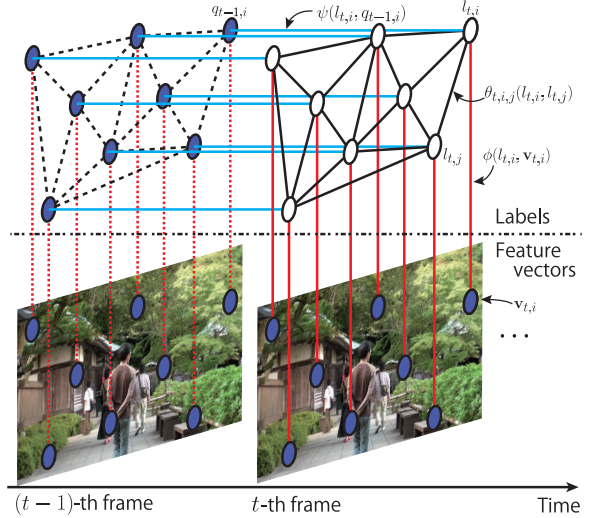 q_{t-1,i}
ψ(l_{t,i}, q_{t-1,i})
l_{t,i}
θ_{t,i,j}(l_{t,i}, l_{t,j})
l_{t,j}
ϕ(l_{t,i}, v_{t,i})
Labels
Feature
vectors
v_{t,i}
. . .
(t − 1)-th frame
t-th frame
Time